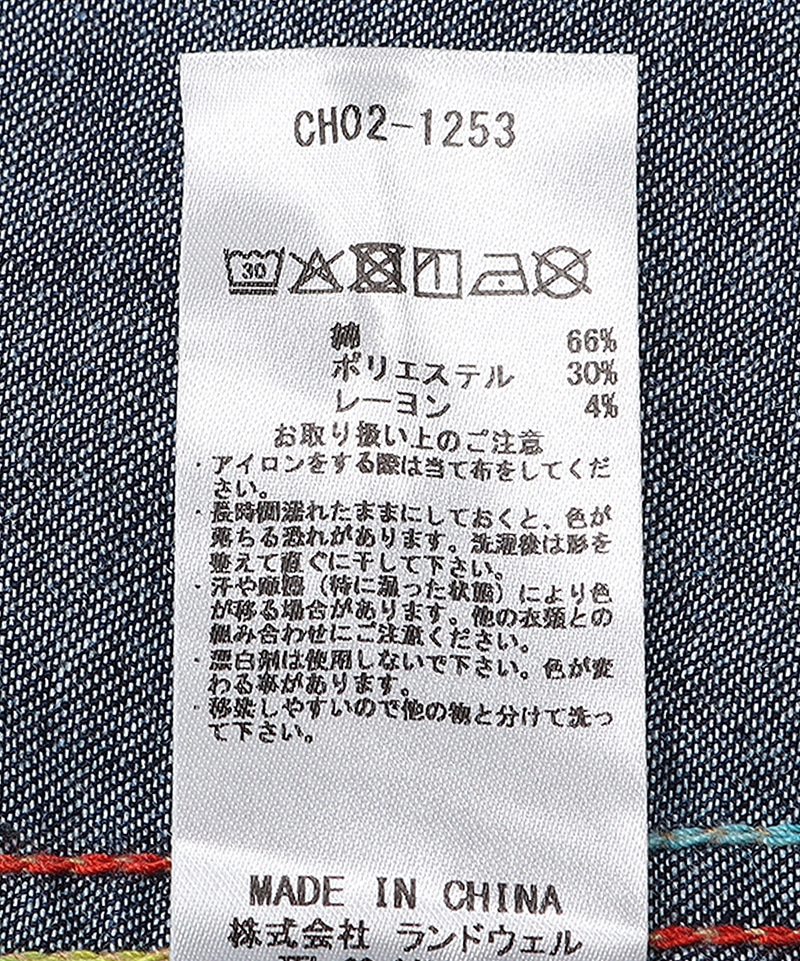 CH02-1253
30
綿 66%
ポリエステル 30%
レーヨン 4%
お取り扱い上のご注意
・アイロンをする際は当て布をしてくだ
さい。
・長時間濡れたままにしておくと、色が
落ちる恐れがあります。洗濯後は形を
整えて直ぐに干して下さい。
・汗や摩擦（特に湿った状態）により色
が移る場合があります。他の衣類との
組み合わせにご注意ください。
・漂白剤は使用しないで下さい。色が変
わる事があります。
・移染しやすいので他の物と分けて洗っ
て下さい。
MADE IN CHINA
株式会社 ランドウェル